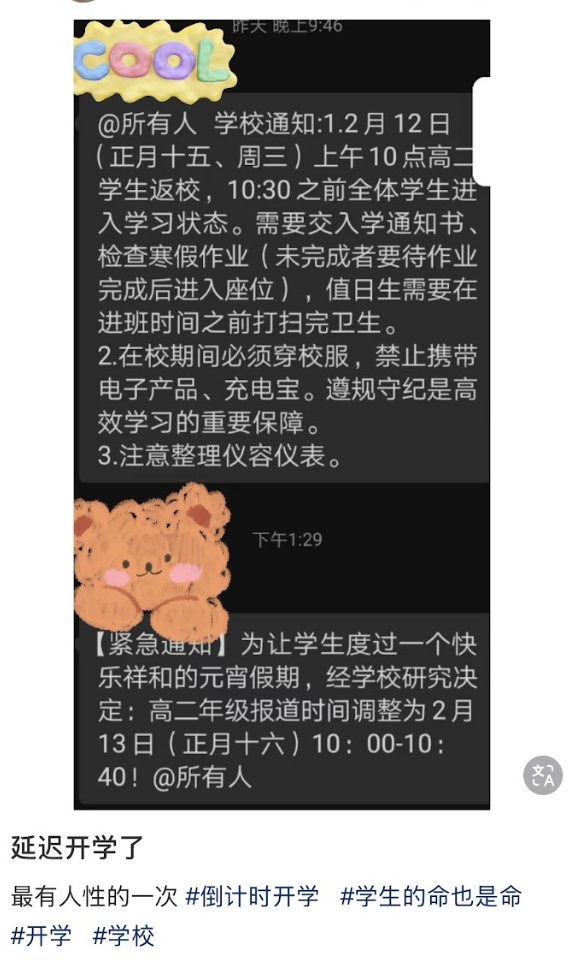 昨天 晚上9:46
COOL
@所有人 学校通知:1.2月12日
(正月十五、周三)上午10点高二
学生返校，10:30之前全体学生进
入学习状态。需要交入学通知书、
检查寒假作业（未完成者要待作业
完成后进入座位），值日生需要在
进班时间之前打扫完卫生。
2.在校期间必须穿校服，禁止携带
电子产品、充电宝。遵规守纪是高
效学习的重要保障。
3.注意整理仪容仪表。
下午1:29
【紧急通知】为让学生度过一个快
乐祥和的元宵假期，经学校研究决
定：高二年级报道时间调整为2月
13日（正月十六）10：00-10：
40！@所有人
文A
延迟开学了
最有人性的一次 #倒计时开学 #学生的命也是命
#开学 #学校